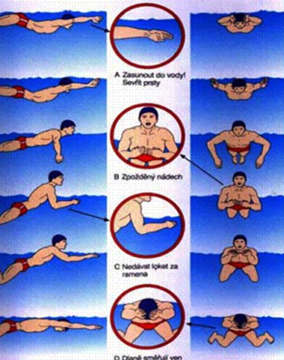 A Zasunout do vody!
Sevřít prsty
B Zpožděný nádech
C Nedávat loket za
ramena
D Dlaně směřují ven